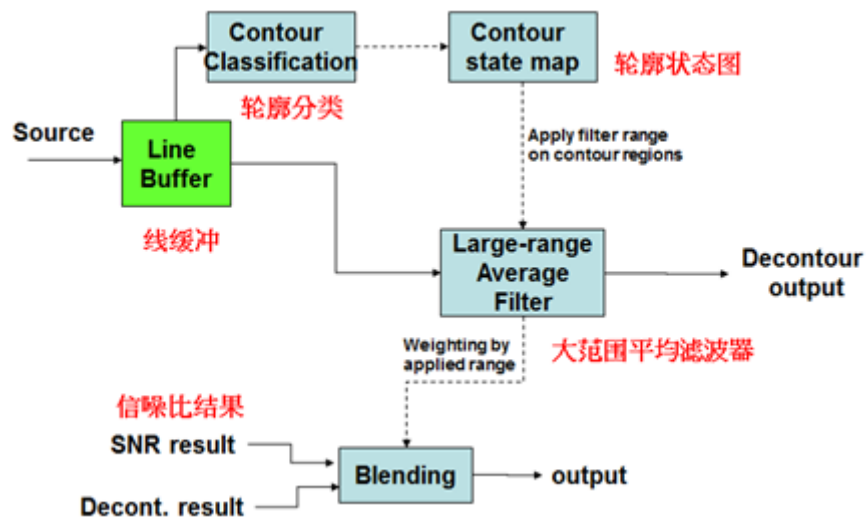 Contour
Classification
轮廓分类
Contour
state map
轮廓状态图
Source
Line
Buffer
线缓冲
Apply filter range
on contour regions
Large-range
Average
Filter
大范围平均滤波器
Decontour
output
Weighting by
applied range
信噪比结果
SNR result
Decont. result
Blending
output